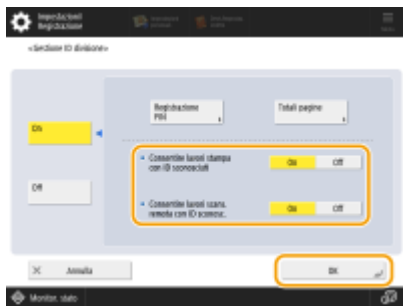 Impostazioni/
Registrazione
<Gestione ID divisione>
Registrazione
PIN
Totali pagine
On
Consentire lavori stampa
con ID sconosciuti
On
Off
Off
Consentire lavori scans.
remota con ID sconosc.
On
Off
Annulla
OK
Monitor. stato